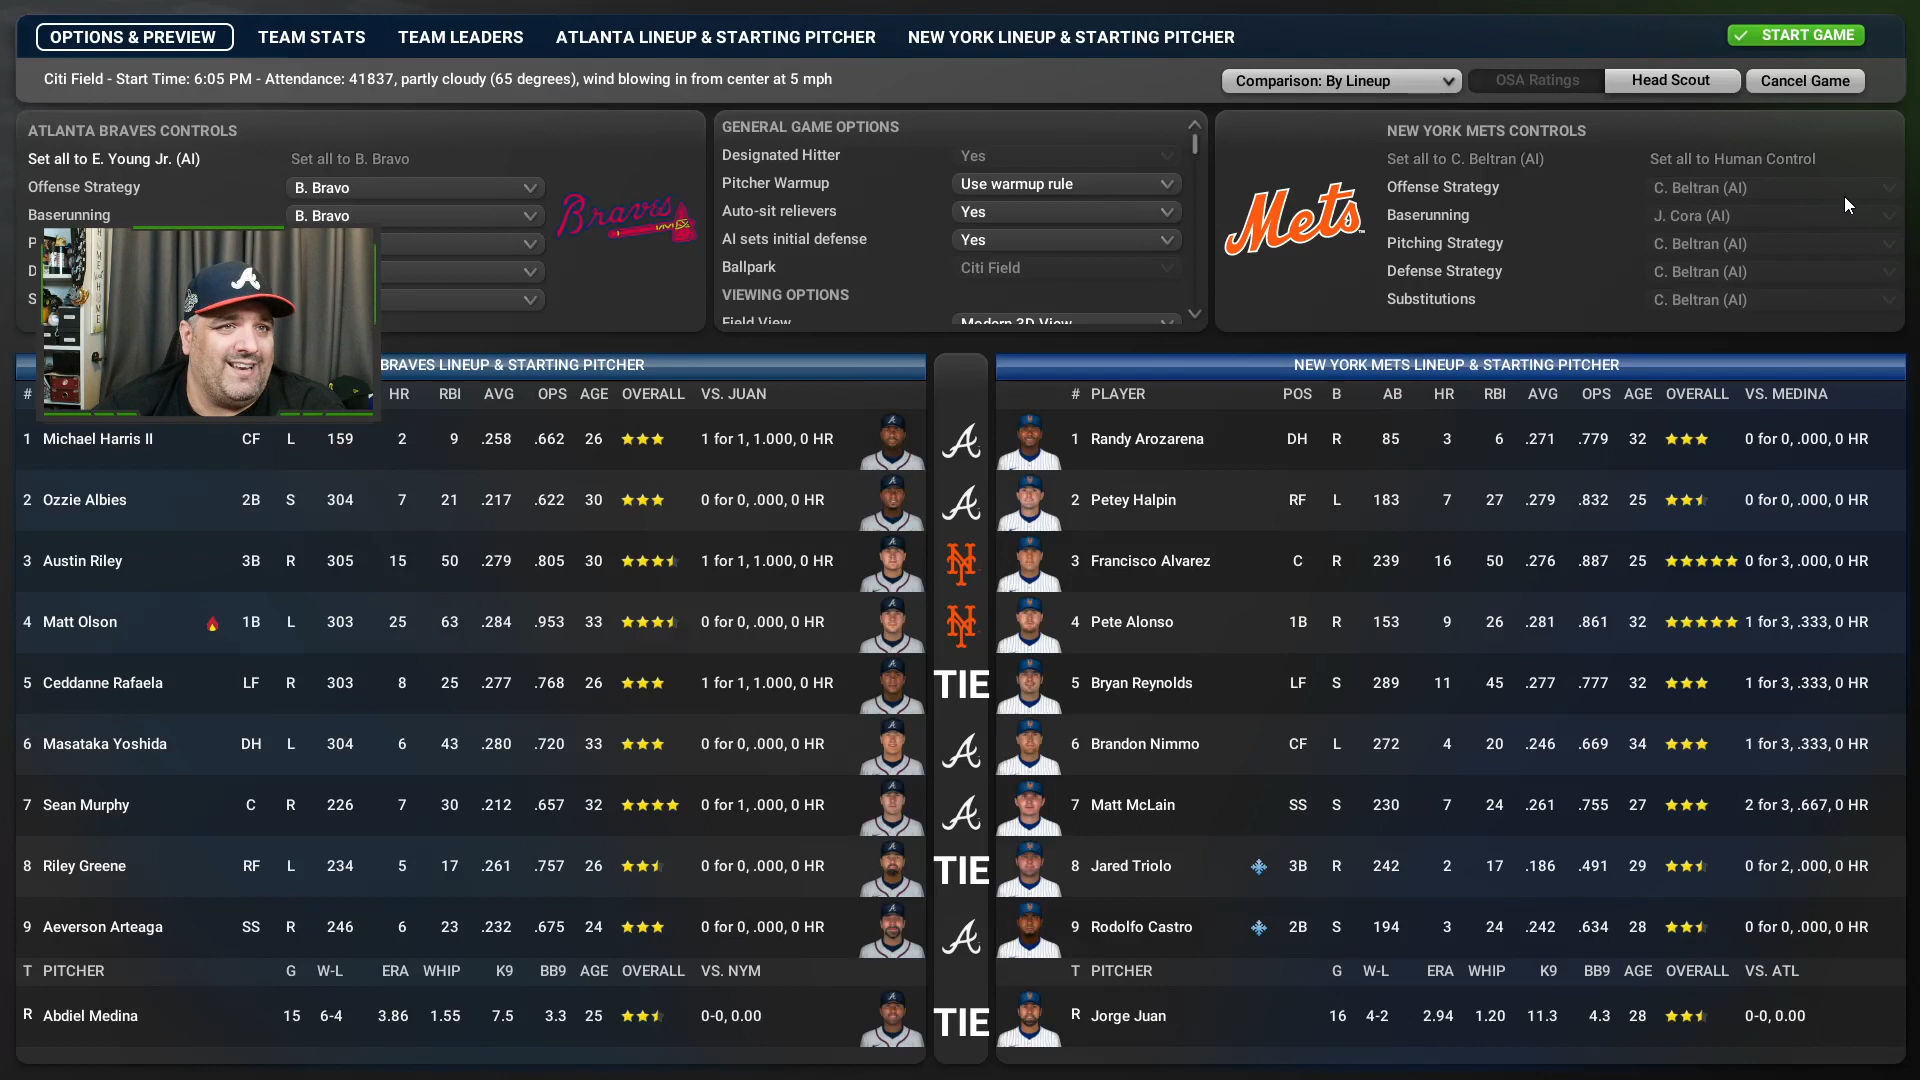 OPTIONS & PREVIEW TEAM STATS TEAM LEADERS ATLANTA LINEUP & STARTING PITCHER NEW YORK LINEUP & STARTING PITCHER START GAME
Citi Field - Start Time: 6:05 PM - Attendance: 41837, partly cloudy (65 degrees), wind blowing in from center at 5 mph Comparison: By Lineup OSA Ratings Head Scout Cancel Game
ATLANTA BRAVES CONTROLS
Set all to E. Young Jr. (AI) Set all to B. Bravo
Offense Strategy B. Bravo
Baserunning B. Bravo
P
D
S
Braves
GENERAL GAME OPTIONS
Designated Hitter Yes
Pitcher Warmup Use warmup rule
Auto-sit relievers Yes
AI sets initial defense Yes
Ballpark Citi Field
VIEWING OPTIONS
Field View Modern 3D View
Mets
NEW YORK METS CONTROLS
Set all to C. Beltran (AI) Set all to Human Control
Offense Strategy C. Beltran (AI)
Baserunning J. Cora (AI)
Pitching Strategy C. Beltran (AI)
Defense Strategy C. Beltran (AI)
Substitutions C. Beltran (AI)
BRAVES LINEUP & STARTING PITCHER
# HR RBI AVG OPS AGE OVERALL VS. JUAN
1 Michael Harris II CF L 159 2 9 .258 .662 26 1 for 1, 1.000, 0 HR
2 Ozzie Albies 2B S 304 7 21 .217 .622 30 0 for 0, .000, 0 HR
3 Austin Riley 3B R 305 15 50 .279 .805 30 1 for 1, 1.000, 0 HR
4 Matt Olson 1B L 303 25 63 .284 .953 33 0 for 0, .000, 0 HR
5 Ceddanne Rafaela LF R 303 8 25 .277 .768 26 1 for 1, 1.000, 0 HR
6 Masataka Yoshida DH L 304 6 43 .280 .720 33 0 for 0, .000, 0 HR
7 Sean Murphy C R 226 7 30 .212 .657 32 0 for 1, .000, 0 HR
8 Riley Greene RF L 234 5 17 .261 .757 26 0 for 0, .000, 0 HR
9 Aeverson Arteaga SS R 246 6 23 .232 .675 24 0 for 0, .000, 0 HR
T PITCHER G W-L ERA WHIP K9 BB9 AGE OVERALL VS. NYM
R Abdiel Medina 15 6-4 3.86 1.55 7.5 3.3 25 0-0, 0.00
A
A
NY
NY
TIE
A
A
TIE
A
TIE
NEW YORK METS LINEUP & STARTING PITCHER
# PLAYER POS B AB HR RBI AVG OPS AGE OVERALL VS. MEDINA
1 Randy Arozarena DH R 85 3 6 .271 .779 32 0 for 0, .000, 0 HR
2 Petey Halpin RF L 183 7 27 .279 .832 25 0 for 0, .000, 0 HR
3 Francisco Alvarez C R 239 16 50 .276 .887 25 0 for 3, .000, 0 HR
4 Pete Alonso 1B R 153 9 26 .281 .861 32 1 for 3, .333, 0 HR
5 Bryan Reynolds LF S 289 11 45 .277 .777 32 1 for 3, .333, 0 HR
6 Brandon Nimmo CF L 272 4 20 .246 .669 34 1 for 3, .333, 0 HR
7 Matt McLain SS S 230 7 24 .261 .755 27 2 for 3, .667, 0 HR
8 Jared Triolo 3B R 242 2 17 .186 .491 29 0 for 2, .000, 0 HR
9 Rodolfo Castro 2B S 194 3 24 .242 .634 28 0 for 0, .000, 0 HR
T PITCHER G W-L ERA WHIP K9 BB9 AGE OVERALL VS. ATL
R Jorge Juan 16 4-2 2.94 1.20 11.3 4.3 28 0-0, 0.00